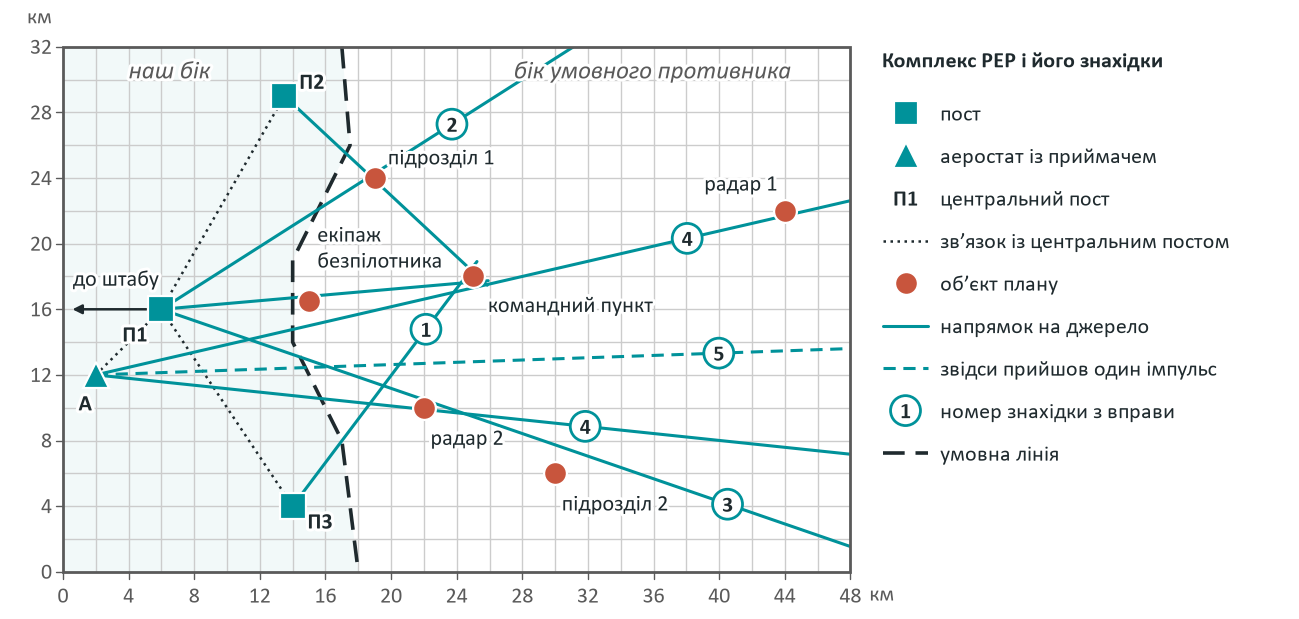 км
32
28
24
20
16
12
8
4
0
0
4
8
12
16
20
24
28
32
36
40
44
48
км
наш бік
бік умовного противника
П2
2
підрозділ 1
радар 1
4
екіпаж
безпілотника
до штабу
П1
командний пункт
1
5
А
4
радар 2
підрозділ 2
3
П3
Комплекс РЕР і його знахідки
пост
аеростат із приймачем
П1 центральний пост
зв’язок із центральним постом
об’єкт плану
напрямок на джерело
звідси прийшов один імпульс
1 номер знахідки з вправи
умовна лінія